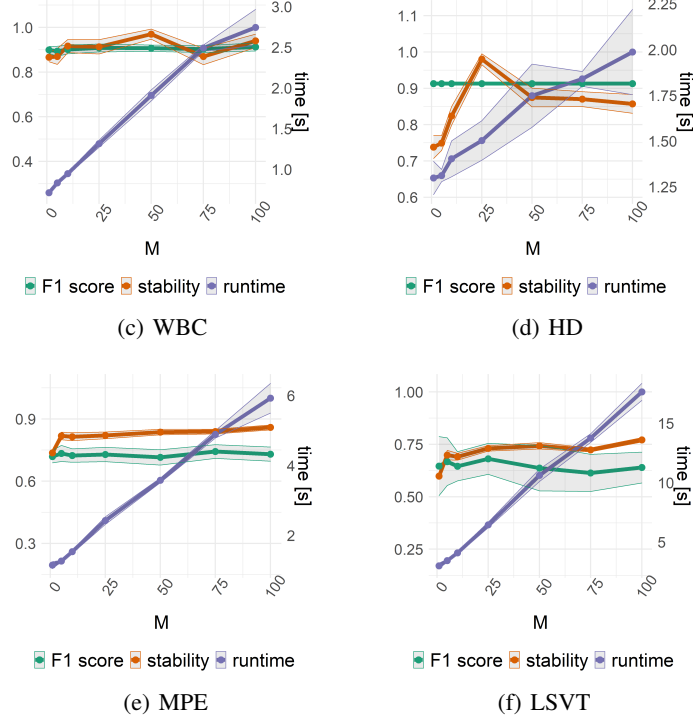 1.0
0.8
0.6
0.4
3.0
2.5
2.0
1.5
1.0
time [s]
0 25 50 75 100
M
F1 score stability runtime
(c) WBC
1.1
1.0
0.9
0.8
0.7
0.6
2.25
2.00
1.75
1.50
1.25
time [s]
0 25 50 75 100
M
F1 score stability runtime
(d) HD
0.9
0.6
0.3
6
4
2
time [s]
0 25 50 75 100
M
F1 score stability runtime
(e) MPE
1.00
0.75
0.50
0.25
15
10
5
time [s]
0 25 50 75 100
M
F1 score stability runtime
(f) LSVT